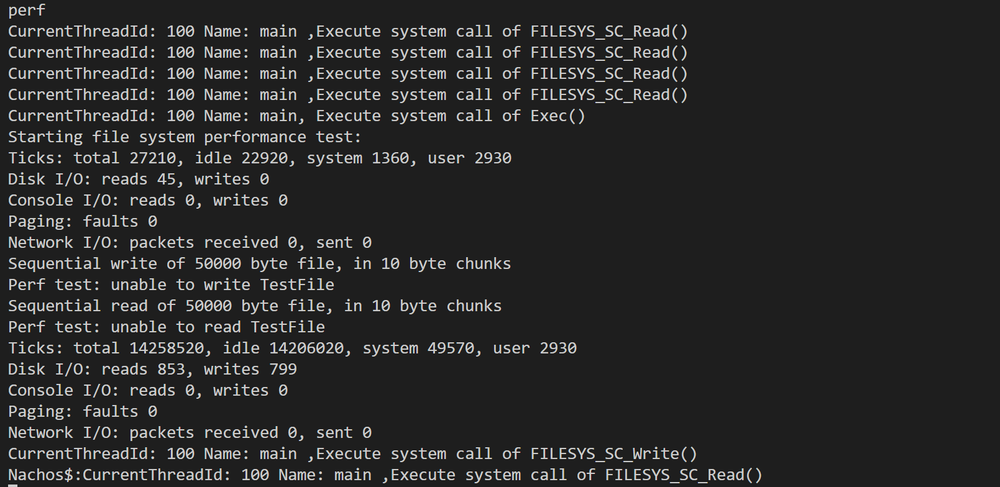 perf
CurrentThreadId: 100 Name: main ,Execute system call of FILESYS_SC_Read()
CurrentThreadId: 100 Name: main ,Execute system call of FILESYS_SC_Read()
CurrentThreadId: 100 Name: main ,Execute system call of FILESYS_SC_Read()
CurrentThreadId: 100 Name: main ,Execute system call of FILESYS_SC_Read()
CurrentThreadId: 100 Name: main, Execute system call of Exec()
Starting file system performance test:
Ticks: total 27210, idle 22920, system 1360, user 2930
Disk I/O: reads 45, writes 0
Console I/O: reads 0, writes 0
Paging: faults 0
Network I/O: packets received 0, sent 0
Sequential write of 50000 byte file, in 10 byte chunks
Perf test: unable to write TestFile
Sequential read of 50000 byte file, in 10 byte chunks
Perf test: unable to read TestFile
Ticks: total 14258520, idle 14206020, system 49570, user 2930
Disk I/O: reads 853, writes 799
Console I/O: reads 0, writes 0
Paging: faults 0
Network I/O: packets received 0, sent 0
CurrentThreadId: 100 Name: main ,Execute system call of FILESYS_SC_Write()
Nachos$:CurrentThreadId: 100 Name: main ,Execute system call of FILESYS_SC_Read()